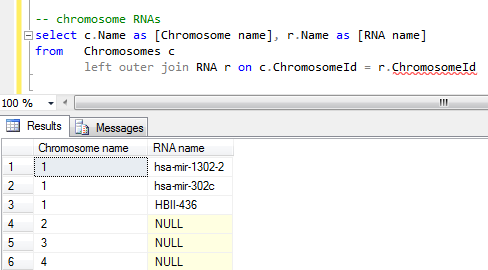 -- chromosome RNAs
select c.Name as [Chromosome name], r.Name as [RNA name]
from Chromosomes c
left outer join RNA r on c.ChromosomeId = r.ChromosomeId
100 %
Results Messages
Chromosome name RNA name
1 1 hsa-mir-1302-2
2 1 hsa-mir-302c
3 1 HBII-436
4 2 NULL
5 3 NULL
6 4 NULL